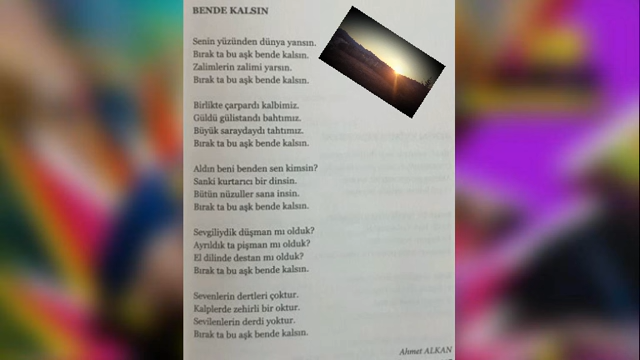 BENDE KALSIN
Senin yüzünden dünya yansın.
Bırak ta bu aşk bende kalsın.
Zalimlerin zalimi yarsın.
Bırak ta bu aşk bende kalsın.
Birlikte çarpardı kalbimiz.
Güldü gülistandı bahtımız.
Büyük saraydaydı tahtımız.
Bırak ta bu aşk bende kalsın.
Aldın beni benden sen kimsin?
Sanki kurtarıcı bir dinsin.
Bütün nüzuller sana insin.
Bırak ta bu aşk bende kalsın.
Sevgiliydik düşman mı olduk?
Ayrıldık ta pişman mı olduk?
El dilinde destan mı olduk?
Bırak ta bu aşk bende kalsın.
Sevenlerin dertleri çoktur.
Kalplerde zehirli bir oktur.
Sevilenlerin derdi yoktur.
Bırak ta bu aşk bende kalsın.
Ahmet ALKAN